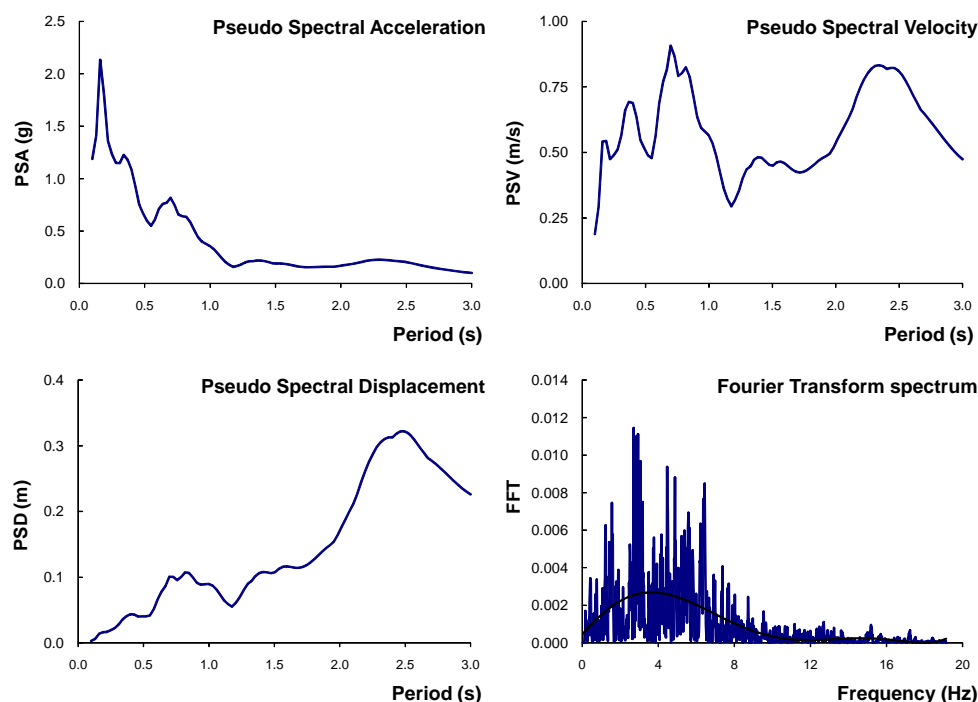 Pseudo Spectral Acceleration
PSA (g)
2.5
2.0
1.5
1.0
0.5
0.0
0.0 0.5 1.0 1.5 2.0 2.5 3.0
Period (s)
Pseudo Spectral Velocity
PSV (m/s)
1.00
0.75
0.50
0.25
0.00
0.0 0.5 1.0 1.5 2.0 2.5 3.0
Period (s)
Pseudo Spectral Displacement
PSD (m)
0.4
0.3
0.2
0.1
0.0
0.0 0.5 1.0 1.5 2.0 2.5 3.0
Period (s)
Fourier Transform spectrum
FFT
0.014
0.012
0.010
0.008
0.006
0.004
0.002
0.000
0 4 8 12 16 20
Frequency (Hz)